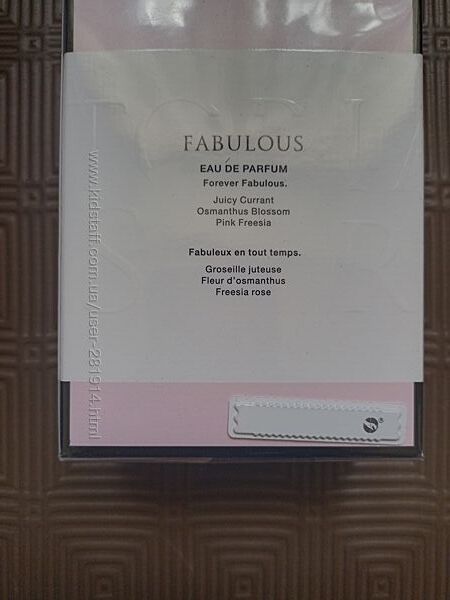 FABULOUS
EAU DE PARFUM
Forever Fabulous.
Juicy Currant
Osmanthus Blossom
Pink Freesia
Fabuleux en tout temps.
Groseille juteuse
Fleur d'osmanthus
Freesia rose
www.kidstaff.com.ua/user-281914.html